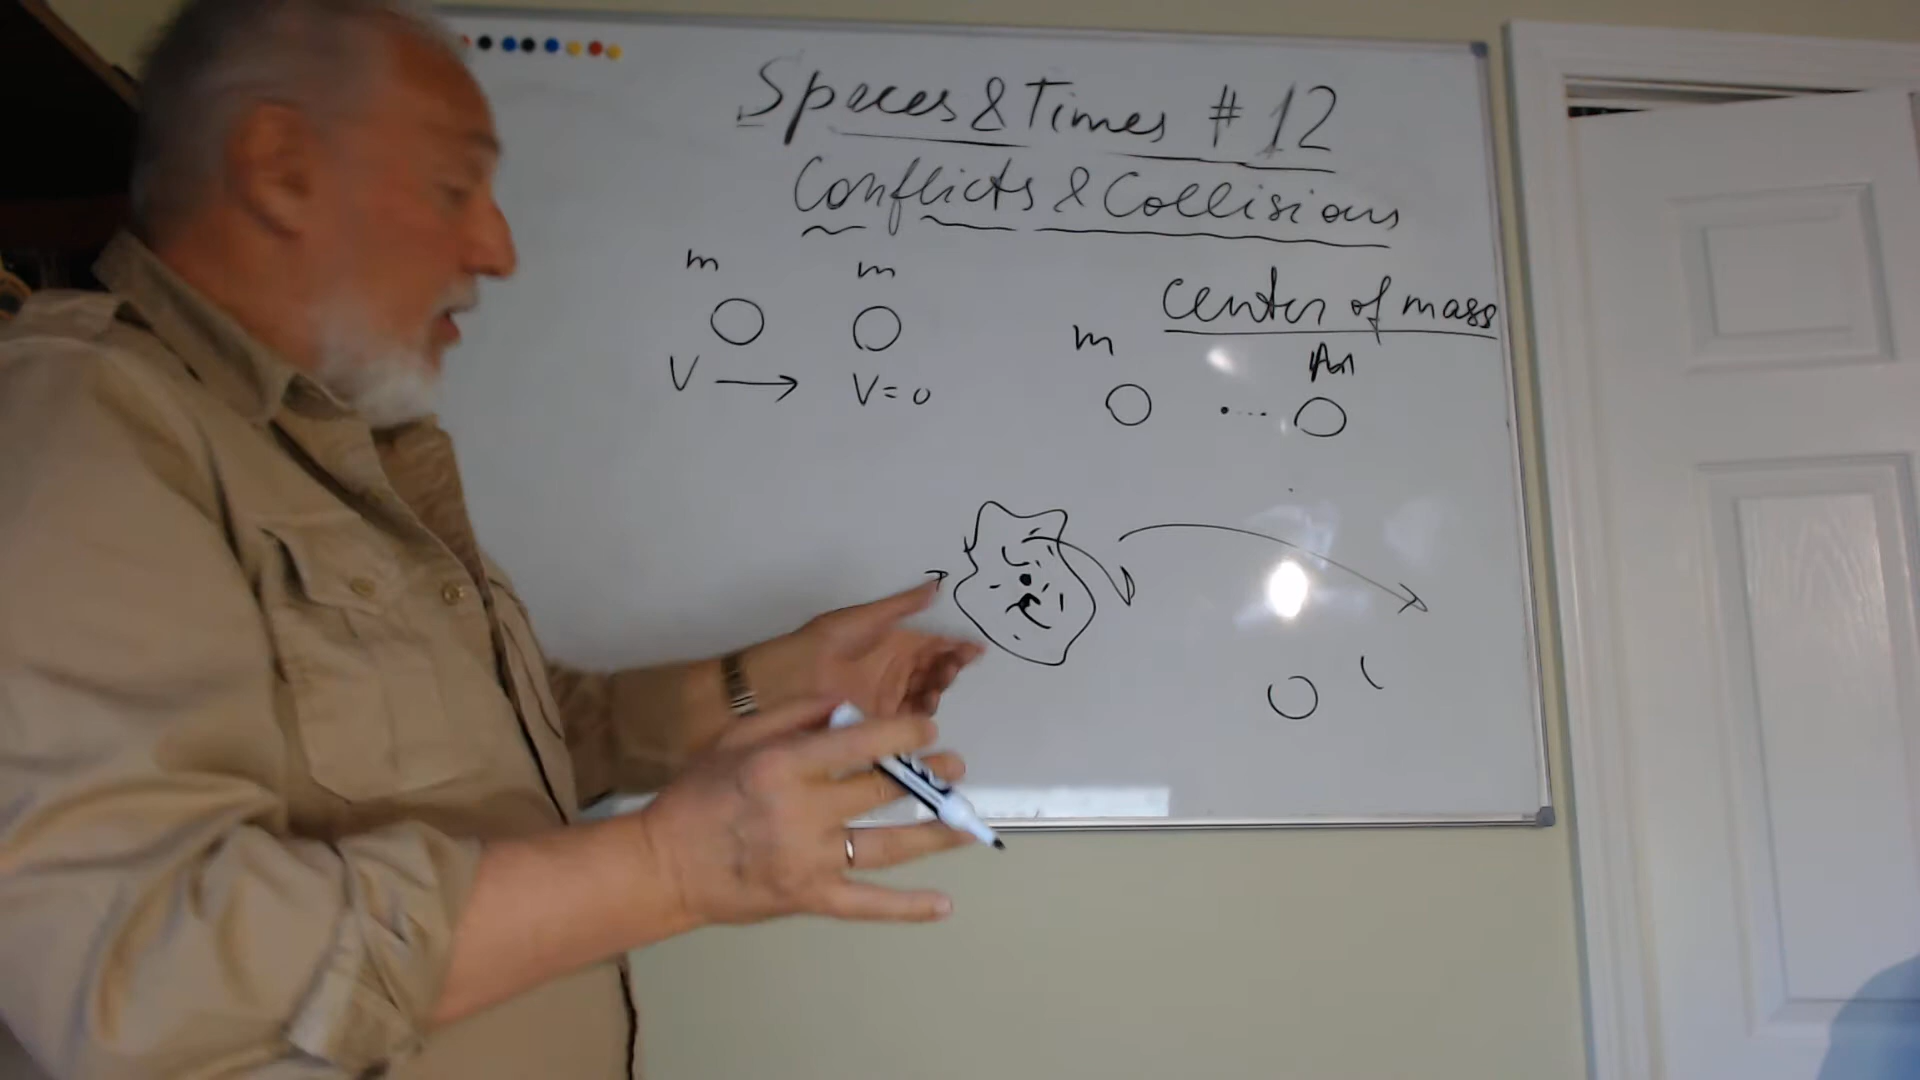 Spaces & Times # 12
Conflicts & Collisions
m m
V V = 0
center of mass
m